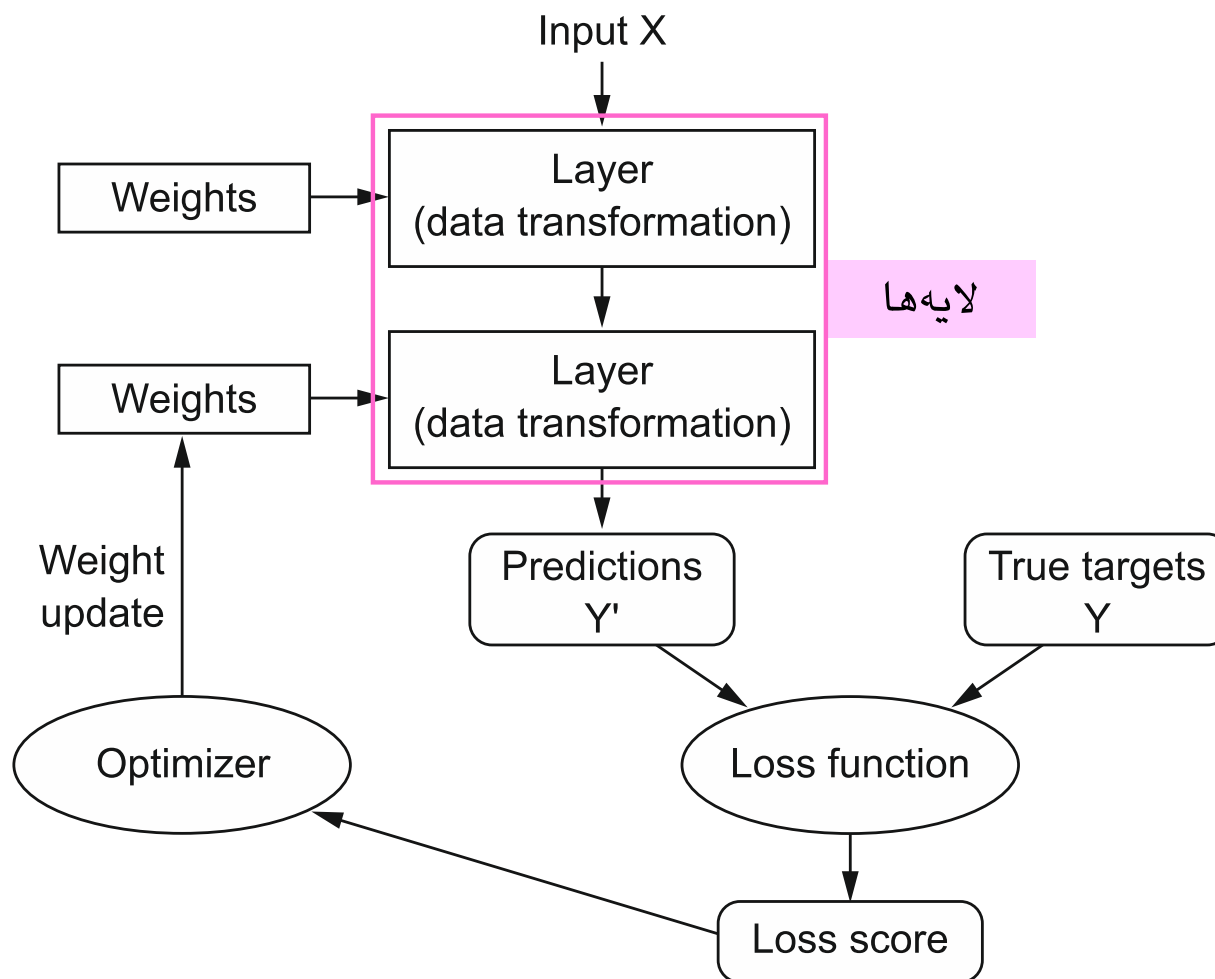 Input X
Weights
Layer
(data transformation)
لایه‌ها
Weights
Layer
(data transformation)
Weight
update
Predictions
Y'
True targets
Y
Optimizer
Loss function
Loss score